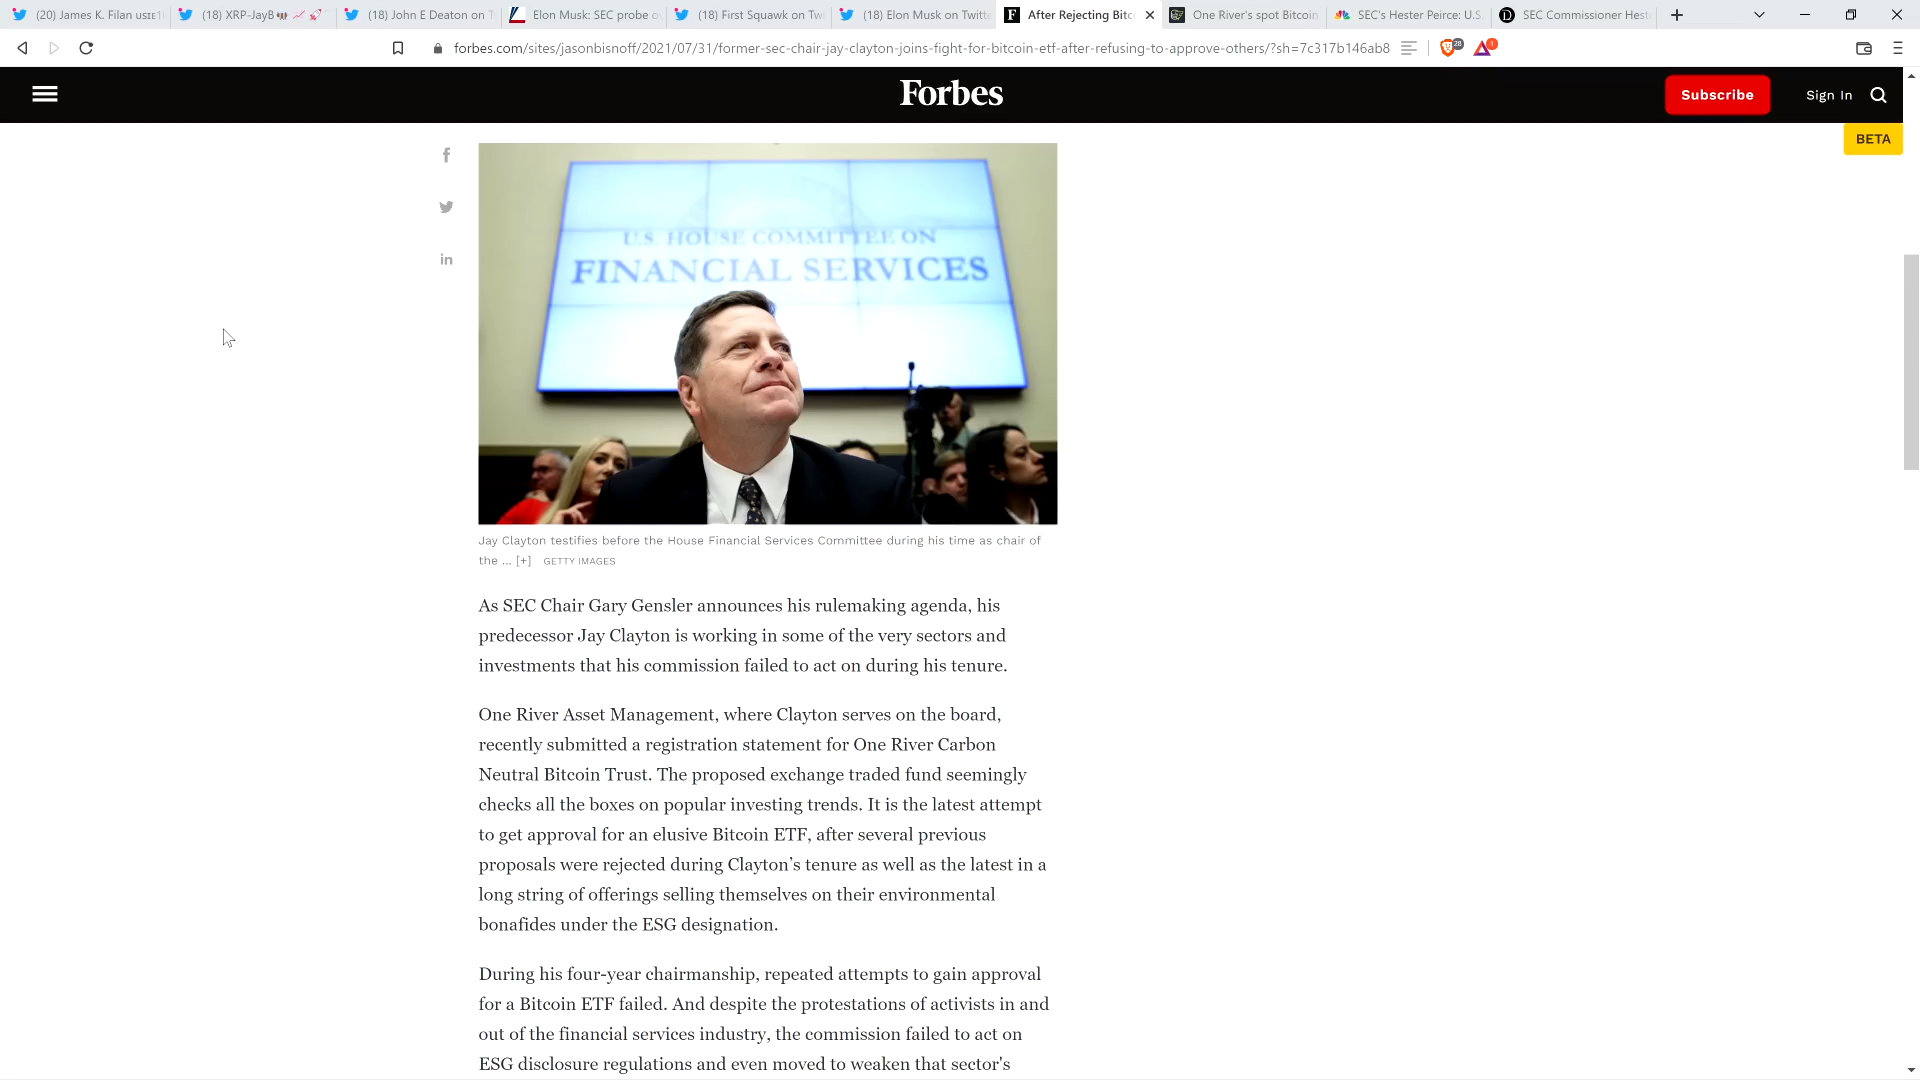 (20) James K. Filan
(18) XRP-JayB
(18) John E Deaton on T
Elon Musk: SEC probe o
(18) First Squawk on Tw
(18) Elon Musk on Twitt
After Rejecting Bitc
One River's spot Bitcoin
SEC's Hester Peirce: U.S.
SEC Commissioner Hest
forbes.com/sites/jasonbisnoff/2021/07/31/former-sec-chair-jay-clayton-joins-fight-for-bitcoin-etf-after-refusing-to-approve-others/?sh=7c317b146ab8
28
1
Forbes
Subscribe
Sign In
BETA
U.S. HOUSE COMMITTEE ON
FINANCIAL SERVICES
Jay Clayton testifies before the House Financial Services Committee during his time as chair of
the ... [+] GETTY IMAGES
As SEC Chair Gary Gensler announces his rulemaking agenda, his
predecessor Jay Clayton is working in some of the very sectors and
investments that his commission failed to act on during his tenure.
One River Asset Management, where Clayton serves on the board,
recently submitted a registration statement for One River Carbon
Neutral Bitcoin Trust. The proposed exchange traded fund seemingly
checks all the boxes on popular investing trends. It is the latest attempt
to get approval for an elusive Bitcoin ETF, after several previous
proposals were rejected during Clayton’s tenure as well as the latest in a
long string of offerings selling themselves on their environmental
bonafides under the ESG designation.
During his four-year chairmanship, repeated attempts to gain approval
for a Bitcoin ETF failed. And despite the protestations of activists in and
out of the financial services industry, the commission failed to act on
ESG disclosure regulations and even moved to weaken that sector's